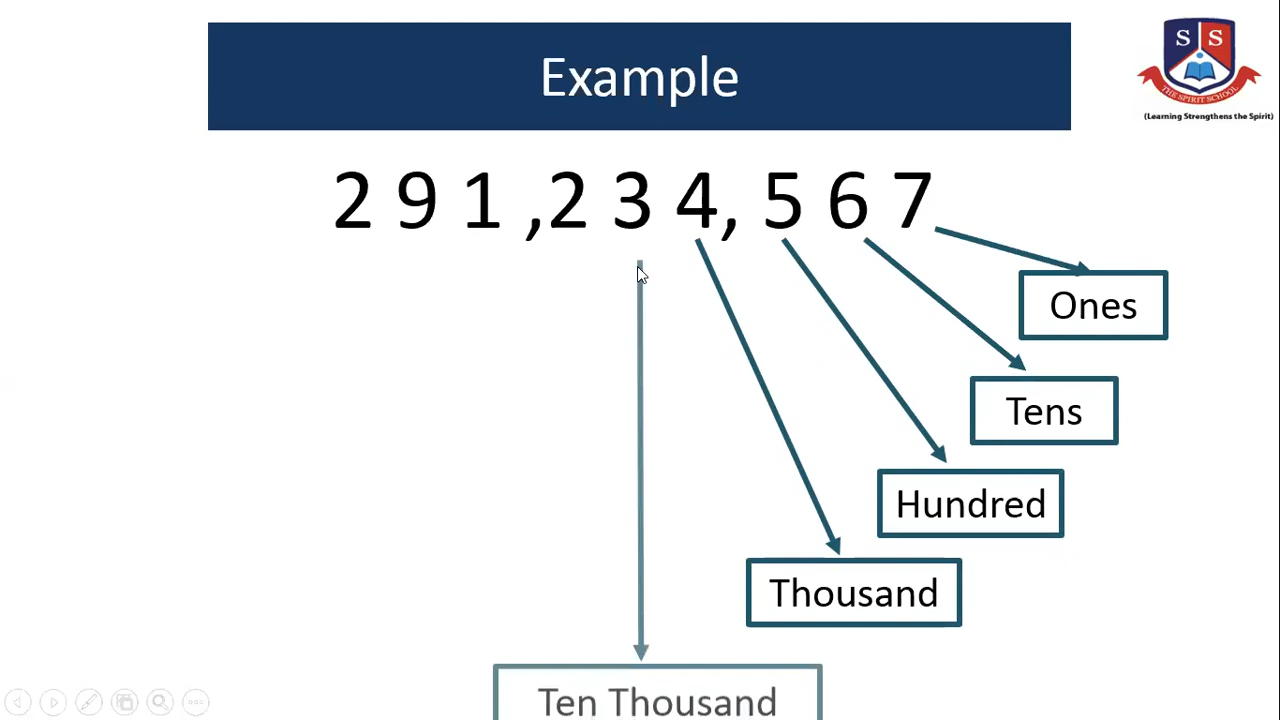 Example
S S
THE SPIRIT SCHOOL
(Learning Strengthens the Spirit)
2 9 1 ,2 3 4, 5 6 7
Ones
Tens
Hundred
Thousand
Ten Thousand